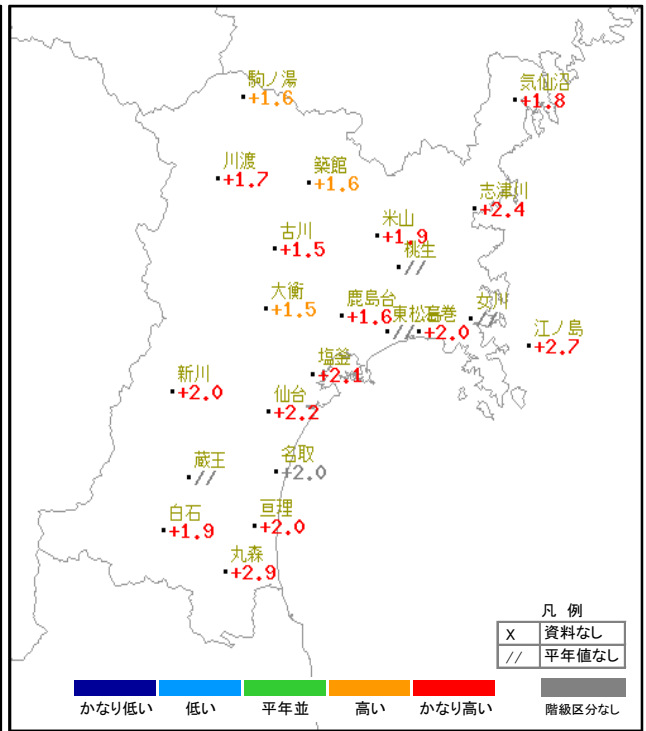 駒ノ湯
+1.6
気仙沼
+1.8
川渡
+1.7
築館
+1.6
志津川
+2.4
古川
+1.5
米山
+1.9
桃生
//
大衡
+1.5
鹿島台
+1.6
東松島
//
石巻
+2.0
女川
//
江ノ島
+2.7
塩釜
+2.1
新川
+2.0
仙台
+2.2
蔵王
//
名取
+2.0
白石
+1.9
亘理
+2.0
丸森
+2.9
凡 例
X 資料なし
// 平年値なし
かなり低い 低い 平年並 高い かなり高い 階級区分なし